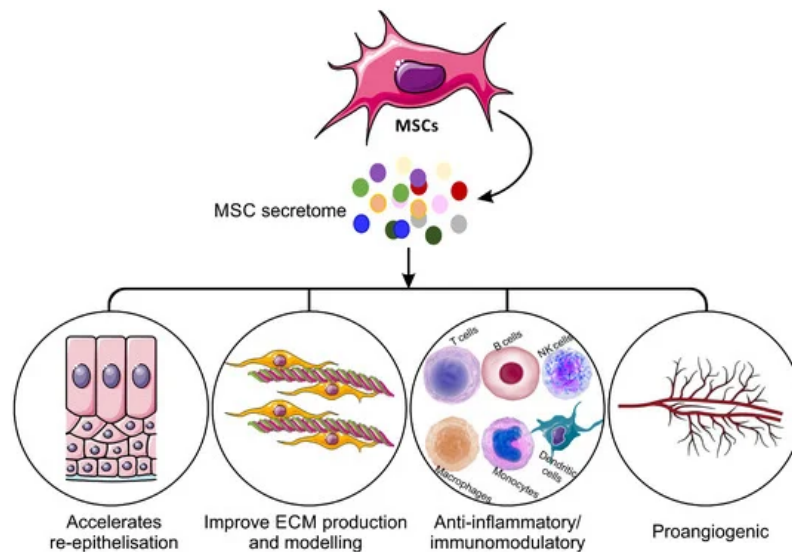 MSCs
MSC secretome
T cells
B cells
NK cells
Macrophages
Monocytes
Dendritic
cells
Accelerates
re-epithelisation
Improve ECM production
and modelling
Anti-inflammatory/
immunomodulatory
Proangiogenic